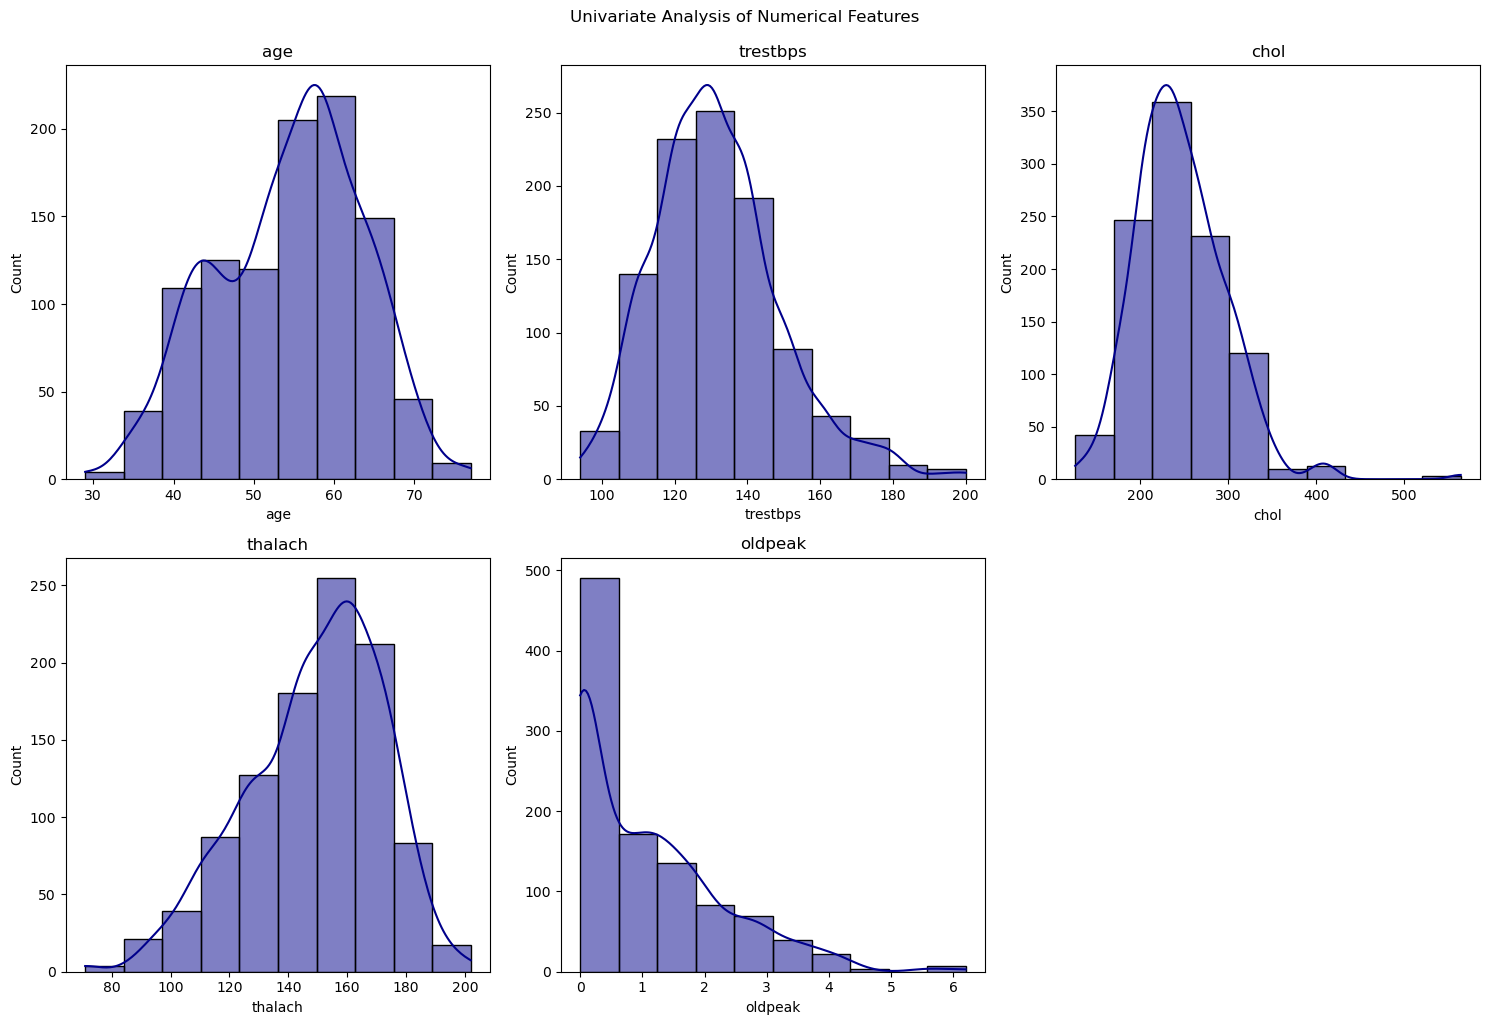 Univariate Analysis of Numerical Features
age
Count
200
150
100
50
0
30 40 50 60 70
age
trestbps
Count
250
200
150
100
50
0
100 120 140 160 180 200
trestbps
chol
Count
350
300
250
200
150
100
50
0
200 300 400 500
chol
thalach
Count
250
200
150
100
50
0
80 100 120 140 160 180 200
thalach
oldpeak
Count
500
400
300
200
100
0
0 1 2 3 4 5 6
oldpeak